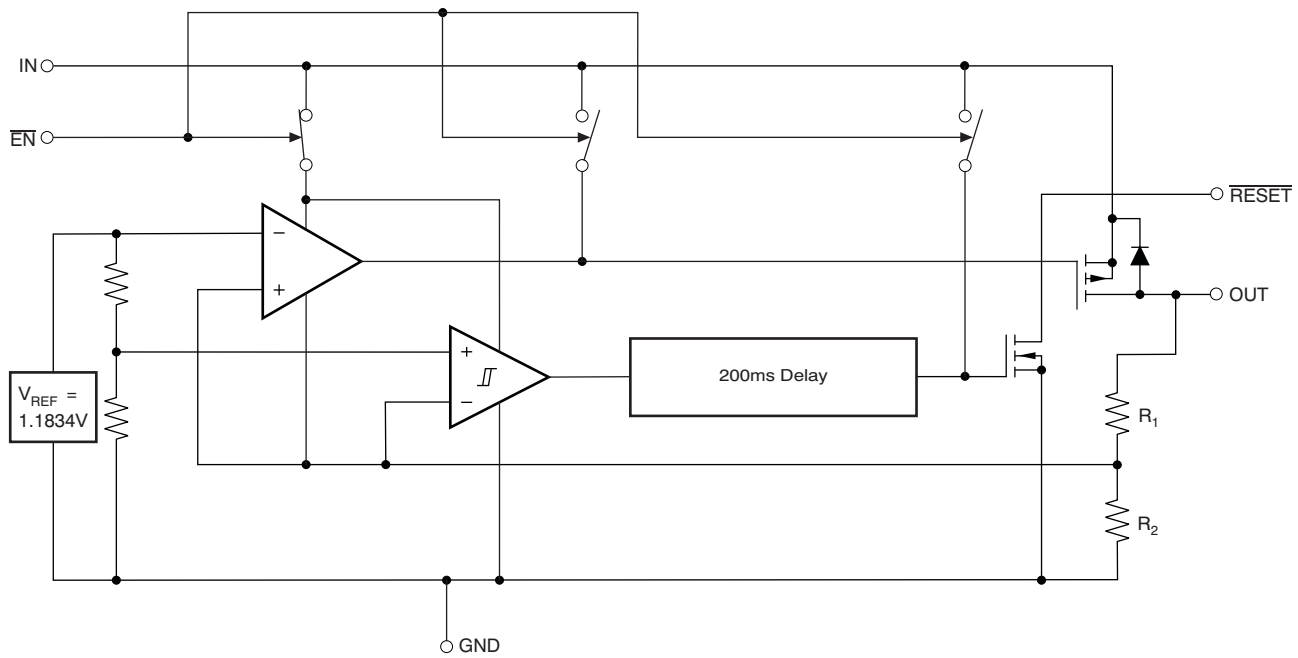 IN
EN
RESET
−
+
OUT
+
−
200ms Delay
V_REF =
1.1834V
R_1
R_2
GND